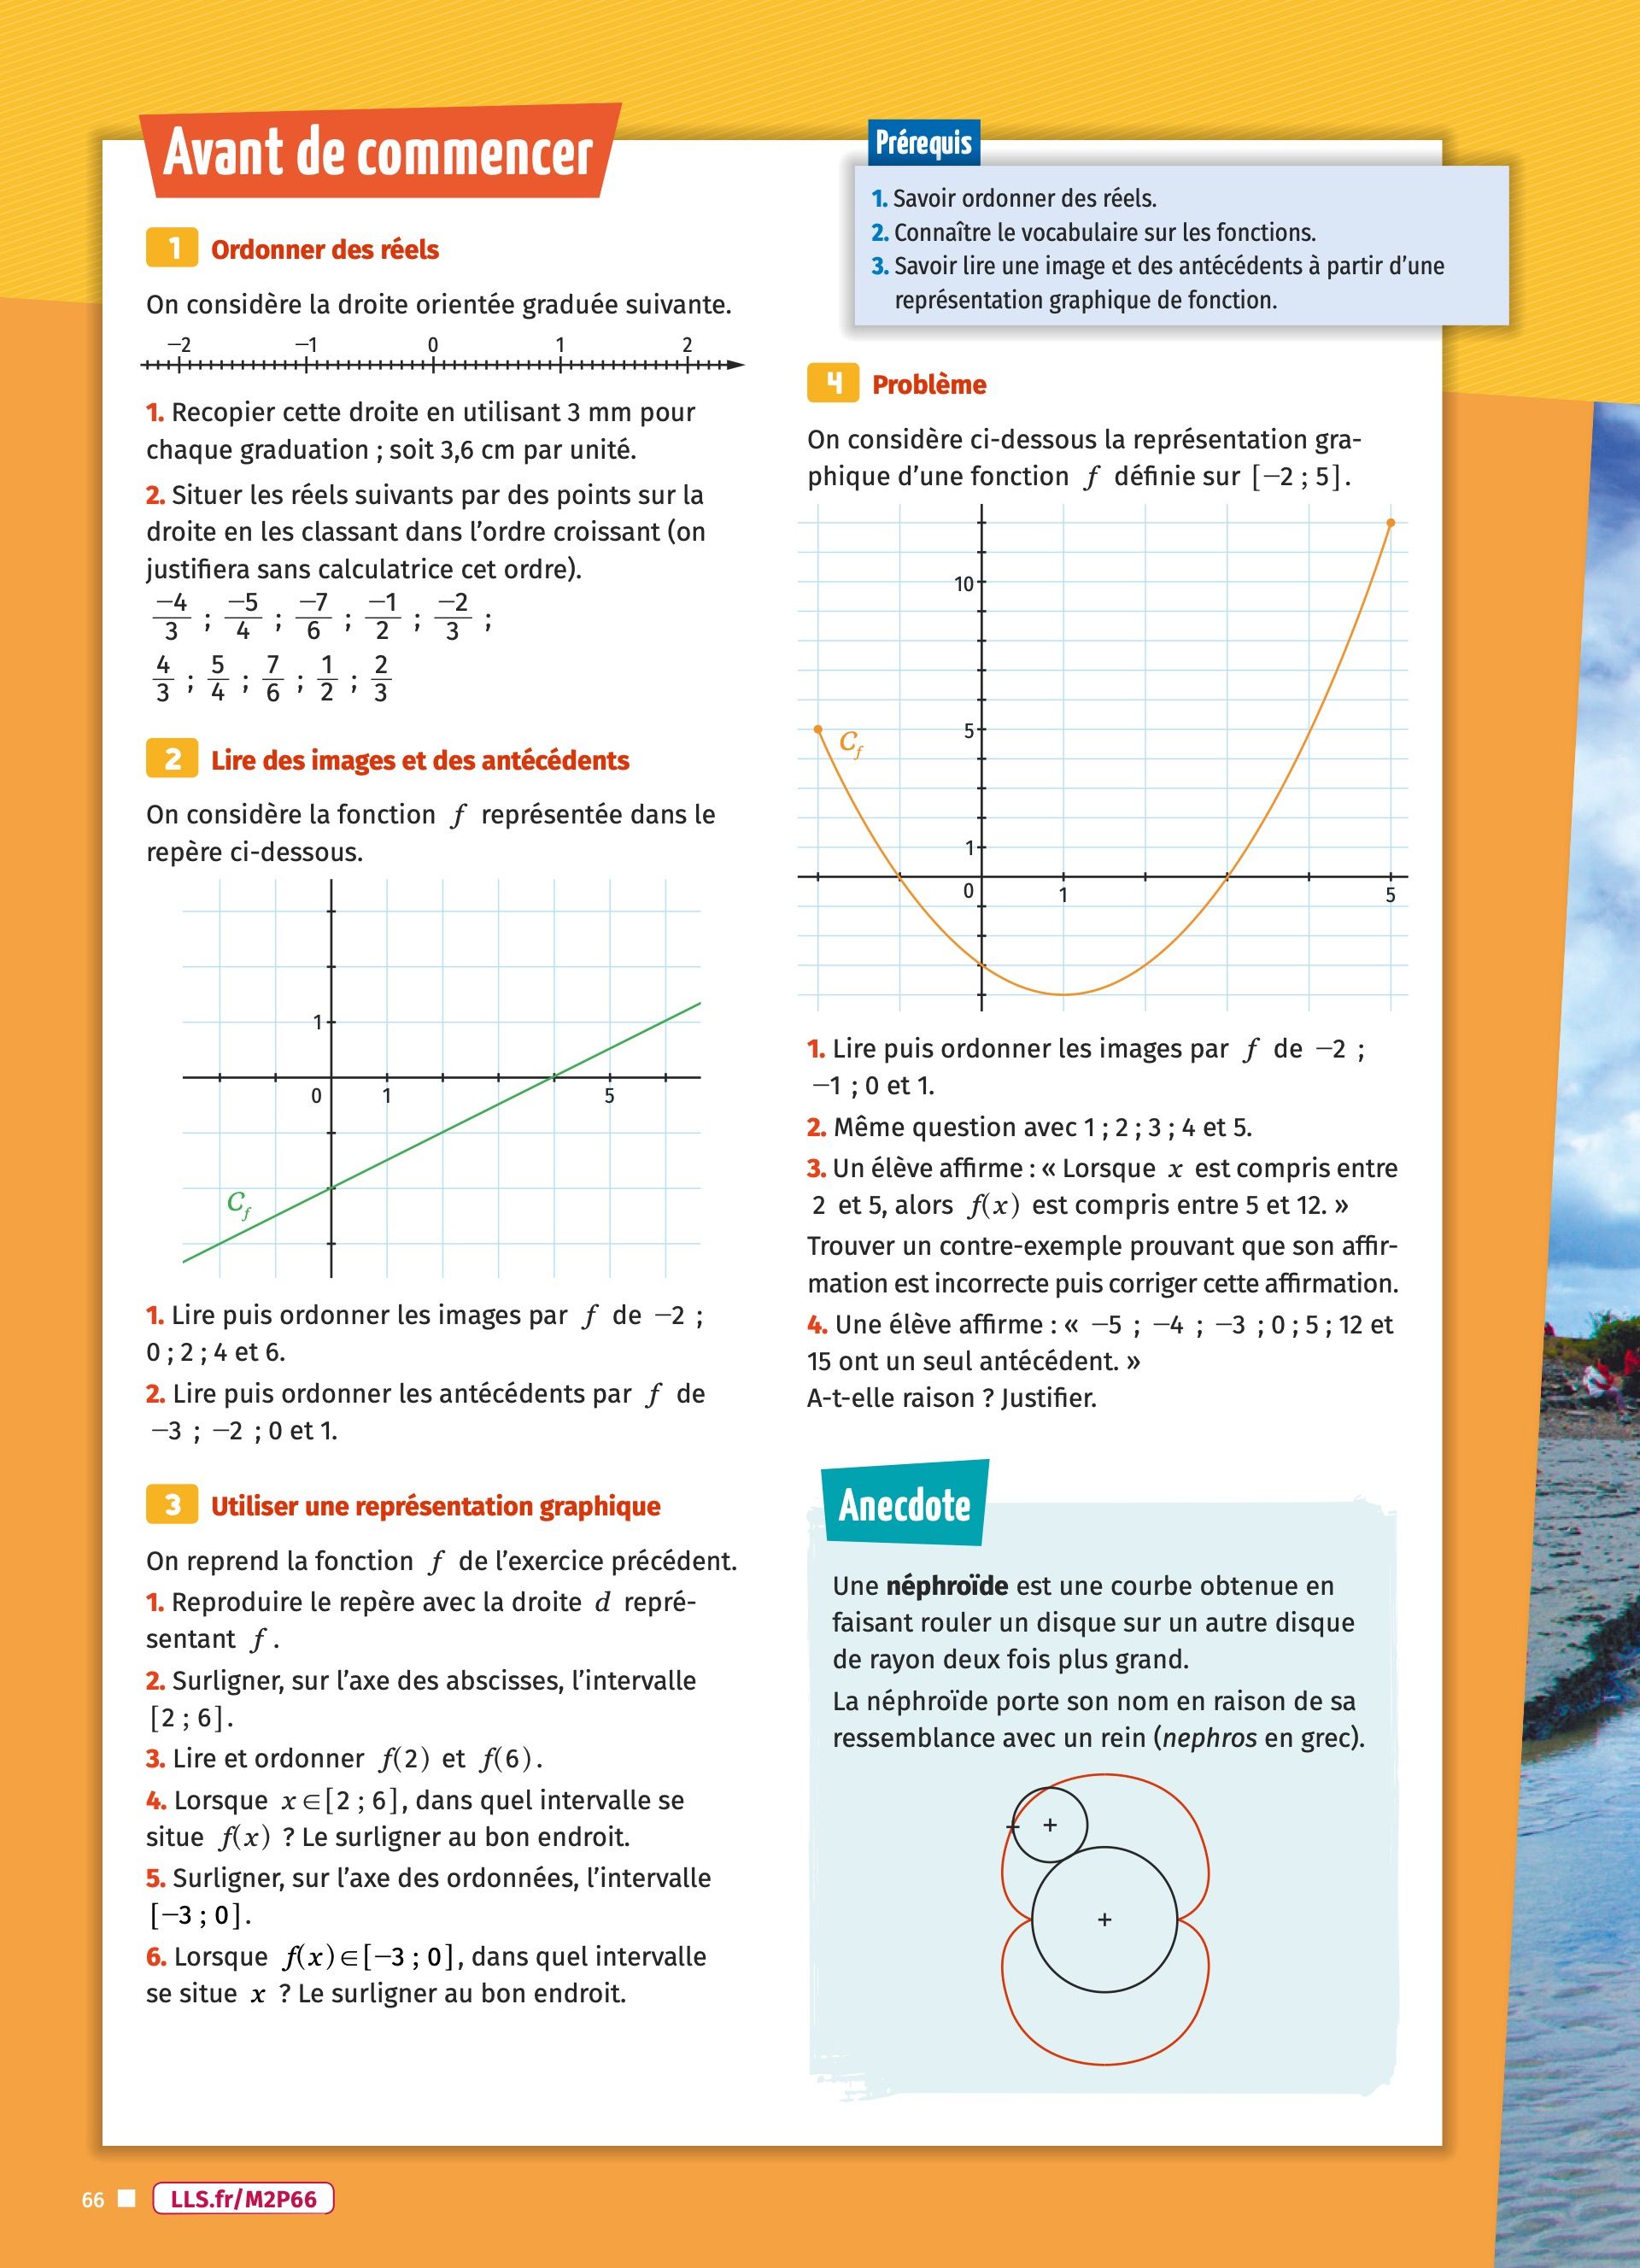 Avant de commencer
1 Ordonner des réels
On considère la droite orientée graduée suivante.
−2 −1 0 1 2
1. Recopier cette droite en utilisant 3 mm pour
chaque graduation ; soit 3,6 cm par unité.
2. Situer les réels suivants par des points sur la
droite en les classant dans l’ordre croissant (on
justifiera sans calculatrice cet ordre).
−4/3 ; −5/4 ; −7/6 ; −1/2 ; −2/3 ;
4/3 ; 5/4 ; 7/6 ; 1/2 ; 2/3
2 Lire des images et des antécédents
On considère la fonction f représentée dans le
repère ci-dessous.
1
0 1 5
Cf
1. Lire puis ordonner les images par f de −2 ;
0 ; 2 ; 4 et 6.
2. Lire puis ordonner les antécédents par f de
−3 ; −2 ; 0 et 1.
3 Utiliser une représentation graphique
On reprend la fonction f de l’exercice précédent.
1. Reproduire le repère avec la droite d repré-
sentant f .
2. Surligner, sur l’axe des abscisses, l’intervalle
[2 ; 6].
3. Lire et ordonner f(2) et f(6).
4. Lorsque x∈[2 ; 6], dans quel intervalle se
situe f(x) ? Le surligner au bon endroit.
5. Surligner, sur l’axe des ordonnées, l’intervalle
[−3 ; 0].
6. Lorsque f(x)∈[−3 ; 0], dans quel intervalle
se situe x ? Le surligner au bon endroit.
Prérequis
1. Savoir ordonner des réels.
2. Connaître le vocabulaire sur les fonctions.
3. Savoir lire une image et des antécédents à partir d’une
représentation graphique de fonction.
4 Problème
On considère ci-dessous la représentation gra-
phique d’une fonction f définie sur [−2 ; 5].
10
5
Cf
1
0 1 5
1. Lire puis ordonner les images par f de −2 ;
−1 ; 0 et 1.
2. Même question avec 1 ; 2 ; 3 ; 4 et 5.
3. Un élève affirme : « Lorsque x est compris entre
2 et 5, alors f(x) est compris entre 5 et 12. »
Trouver un contre-exemple prouvant que son affir-
mation est incorrecte puis corriger cette affirmation.
4. Une élève affirme : « −5 ; −4 ; −3 ; 0 ; 5 ; 12 et
15 ont un seul antécédent. »
A-t-elle raison ? Justifier.
Anecdote
Une néphroïde est une courbe obtenue en
faisant rouler un disque sur un autre disque
de rayon deux fois plus grand.
La néphroïde porte son nom en raison de sa
ressemblance avec un rein (nephros en grec).
66 LLS.fr/M2P66